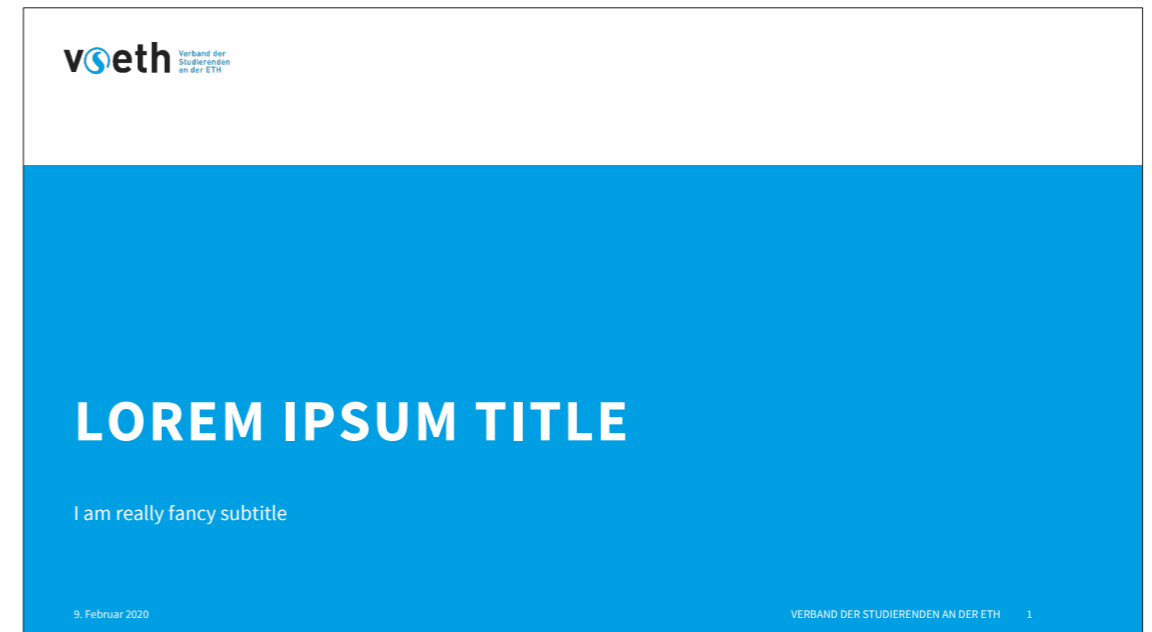 vseth
Verband der
Studierenden
an der ETH
LOREM IPSUM TITLE
I am really fancy subtitle
9. Februar 2020
VERBAND DER STUDIERENDEN AN DER ETH 1